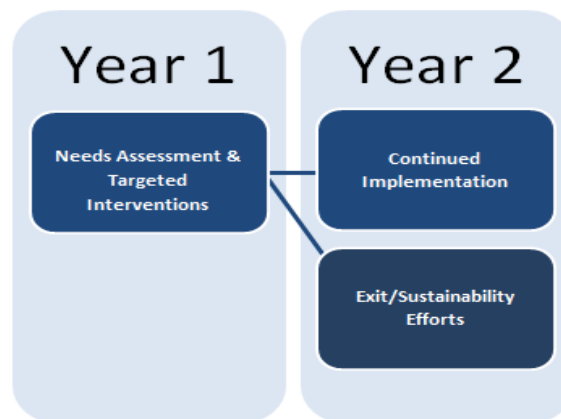 Year 1
Needs Assessment &
Targeted
Interventions
Year 2
Continued
Implementation
Exit/Sustainability
Efforts